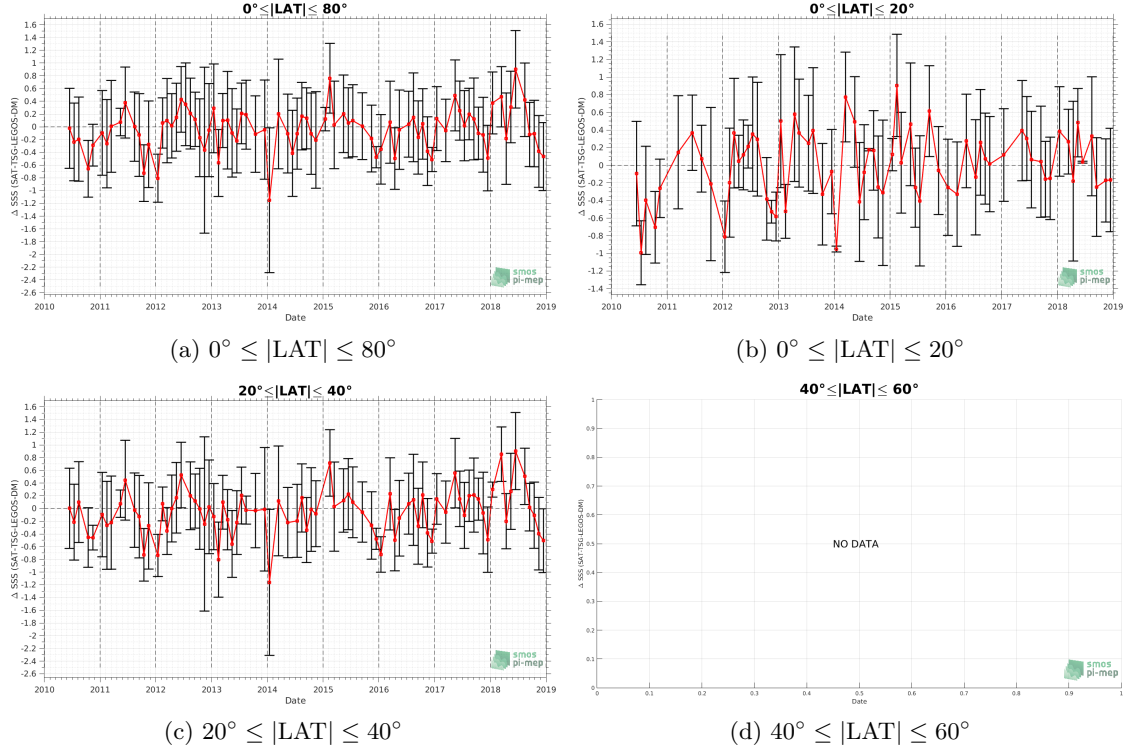 0°≤|LAT|≤ 80°
1.6
1.4
1.2
1
0.8
0.6
0.4
0.2
0
-0.2
-0.4
-0.6
-0.8
-1
-1.2
-1.4
-1.6
-1.8
-2
-2.2
-2.4
-2.6
Δ SSS (SAT-TSG-LEGOS-DM)
2010 2011 2012 2013 2014 2015 2016 2017 2018 2019
Date
smos
pi-mep
(a) 0° ≤ |LAT| ≤ 80°
0°≤|LAT|≤ 20°
1.6
1.4
1.2
1
0.8
0.6
0.4
0.2
0
-0.2
-0.4
-0.6
-0.8
-1
-1.2
-1.4
Δ SSS (SAT-TSG-LEGOS-DM)
2010 2011 2012 2013 2014 2015 2016 2017 2018 2019
Date
smos
pi-mep
(b) 0° ≤ |LAT| ≤ 20°
20°≤|LAT|≤ 40°
1.6
1.4
1.2
1
0.8
0.6
0.4
0.2
0
-0.2
-0.4
-0.6
-0.8
-1
-1.2
-1.4
-1.6
-1.8
-2
-2.2
-2.4
-2.6
Δ SSS (SAT-TSG-LEGOS-DM)
2010 2011 2012 2013 2014 2015 2016 2017 2018 2019
Date
smos
pi-mep
(c) 20° ≤ |LAT| ≤ 40°
40°≤|LAT|≤ 60°
1
0.9
0.8
0.7
0.6
0.5
0.4
0.3
0.2
0.1
0
Δ SSS (SAT-TSG-LEGOS-DM)
NO DATA
0 0.1 0.2 0.3 0.4 0.5 0.6 0.7 0.8 0.9 1
Date
smos
pi-mep
(d) 40° ≤ |LAT| ≤ 60°